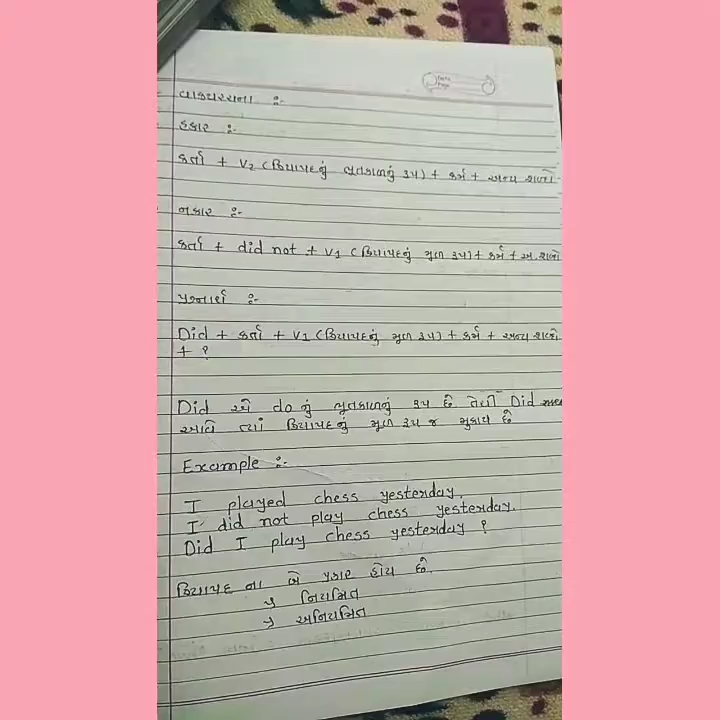 Date
Page
વાક્યરચના :-
હકાર :-
કર્તા + V2 (ક્રિયાપદનું ભૂતકાળનું રૂપ) + કર્મ + અન્ય શબ્દો
નકાર :-
કર્તા + did not + V1 (ક્રિયાપદનું મૂળ રૂપ) + કર્મ + અ. શબ્દો
પ્રશ્નાર્થ :-
Did + કર્તા + V1 (ક્રિયાપદનું મૂળ રૂપ) + કર્મ + અન્ય શબ્દો
+ ?
Did એ do નું ભૂતકાળનું રૂપ છે તેથી Did
આવે ત્યાં ક્રિયાપદનું મૂળ રૂપ જ મુકાય છે
Example :-
I played chess yesterday.
I did not play chess yesterday.
Did I play chess yesterday ?
ક્રિયાપદ ના બે પ્રકાર હોય છે.
→ નિયમિત
→ અનિયમિત